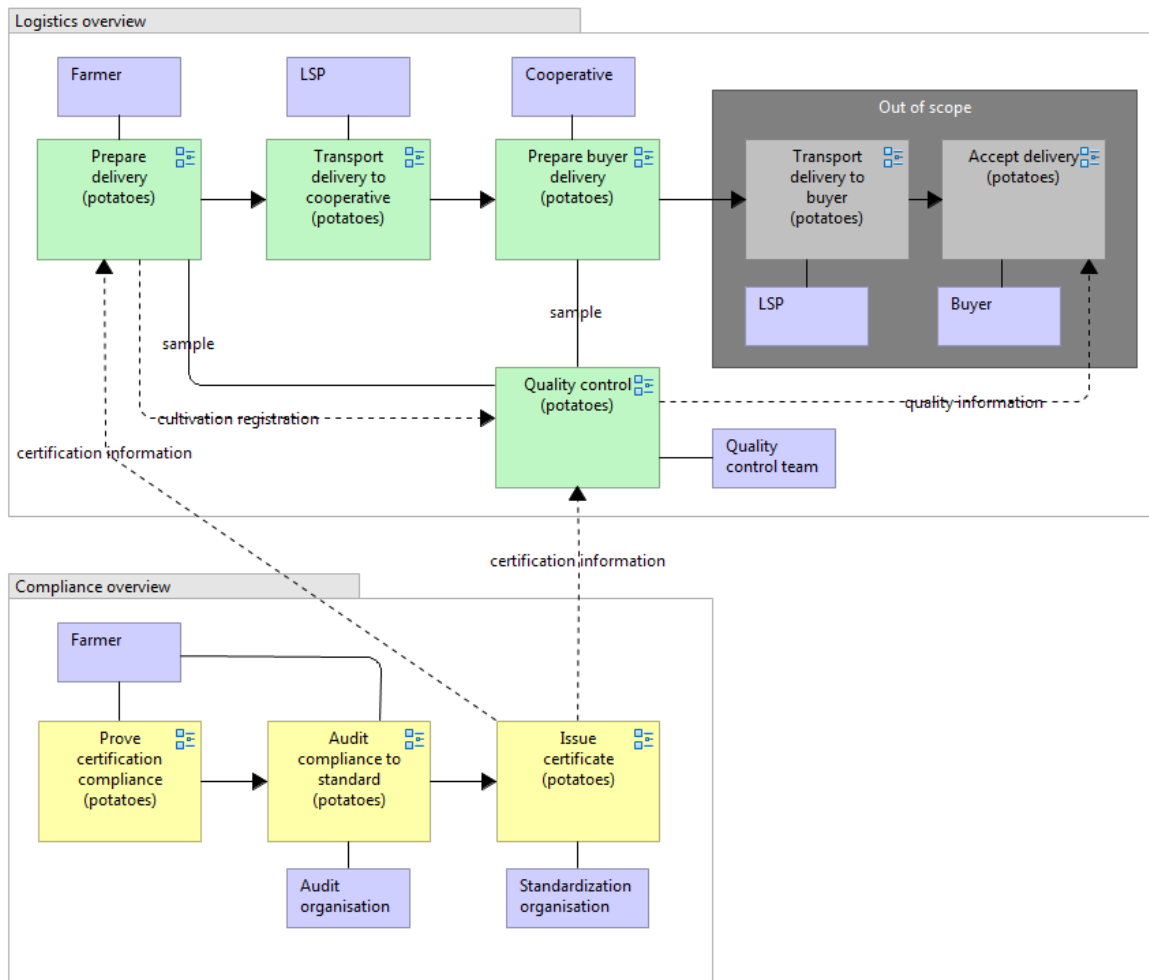 Logistics overview
Farmer
LSP
Cooperative
Out of scope
Prepare
delivery
(potatoes)
Transport
delivery to
cooperative
(potatoes)
Prepare buyer
delivery
(potatoes)
Transport
delivery to
buyer
(potatoes)
Accept delivery
(potatoes)
LSP
Buyer
sample
sample
Quality control
(potatoes)
cultivation registration
quality information
certification information
Quality
control team
certification information
Compliance overview
Farmer
Prove
certification
compliance
(potatoes)
Audit
compliance to
standard
(potatoes)
Issue
certificate
(potatoes)
Audit
organisation
Standardization
organisation